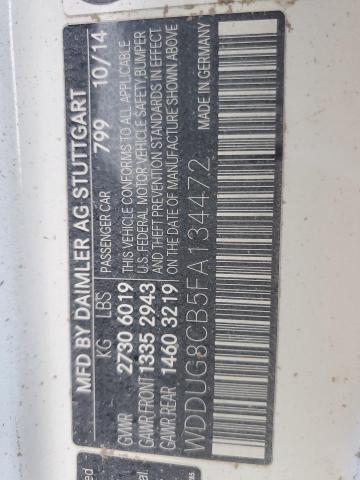 MFD BY DAIMLER AG STUTTGART
KG LBS PASSENGER CAR 799 10/14
GVWR 2730 6019 THIS VEHICLE CONFORMS TO ALL APPLICABLE
GAWR FRONT 1335 2943 U.S. FEDERAL MOTOR VEHICLE SAFETY, BUMPER
GAWR REAR 1460 3219 AND THEFT PREVENTION STANDARDS IN EFFECT
ON THE DATE OF MANUFACTURE SHOWN ABOVE
WDDUG8CB5FA134472 MADE IN GERMANY